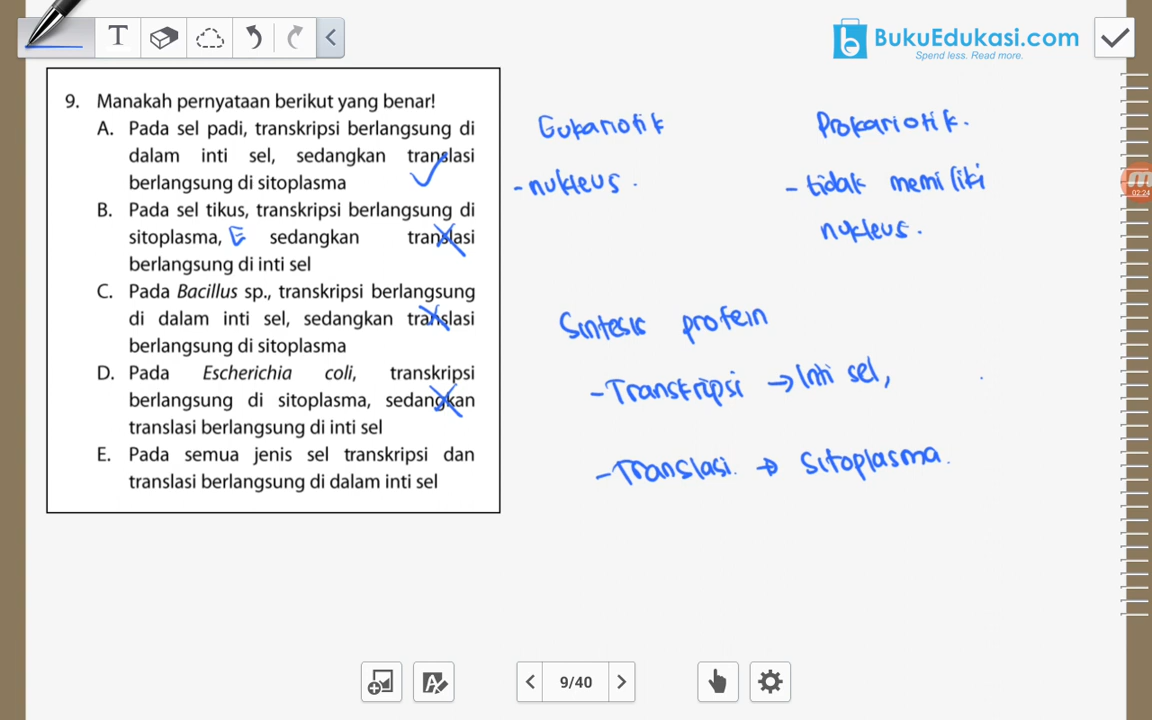 T
BukuEdukasi.com
Spend less. Read more.
9. Manakah pernyataan berikut yang benar!
A. Pada sel padi, transkripsi berlangsung di
dalam inti sel, sedangkan translasi
berlangsung di sitoplasma
B. Pada sel tikus, transkripsi berlangsung di
sitoplasma, E sedangkan translasi
berlangsung di inti sel
C. Pada Bacillus sp., transkripsi berlangsung
di dalam inti sel, sedangkan translasi
berlangsung di sitoplasma
D. Pada Escherichia coli, transkripsi
berlangsung di sitoplasma, sedangkan
translasi berlangsung di inti sel
E. Pada semua jenis sel transkripsi dan
translasi berlangsung di dalam inti sel
Eukariotik
- nukleus.
Prokariotik.
- tidak memiliki
nukleus.
Sintesis protein
- Transkripsi → Inti sel,
- Translasi. → Sitoplasma.
02:24
9/40